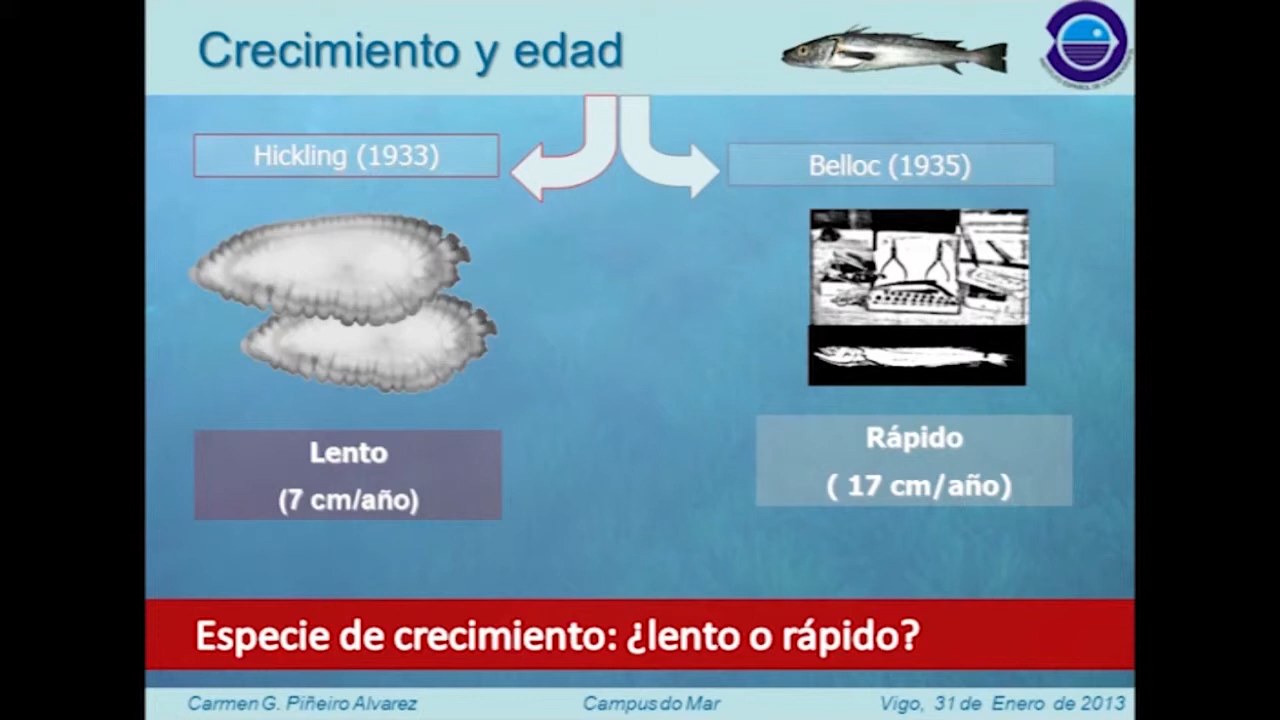 Crecimiento y edad
Hickling (1933)
Belloc (1935)
Lento
(7 cm/año)
Rápido
( 17 cm/año)
Especie de crecimiento: ¿lento o rápido?
Carmen G. Piñeiro Alvarez
Campus do Mar
Vigo, 31 de Enero de 2013